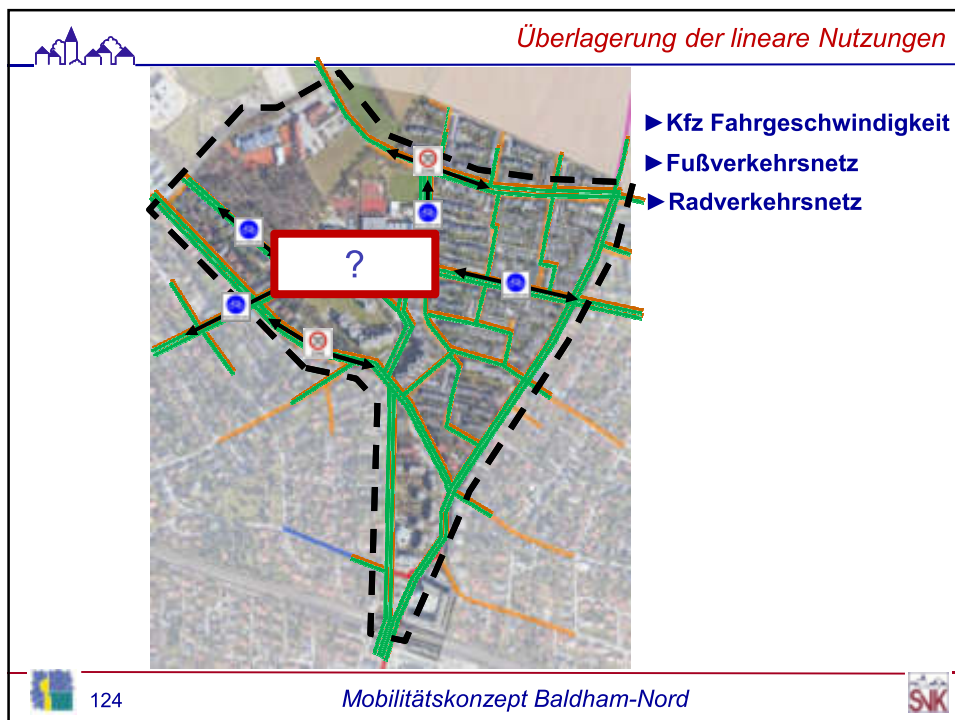 Überlagerung der lineare Nutzungen
►Kfz Fahrgeschwindigkeit
►Fußverkehrsnetz
►Radverkehrsnetz
?
124
Mobilitätskonzept Baldham-Nord
SNK